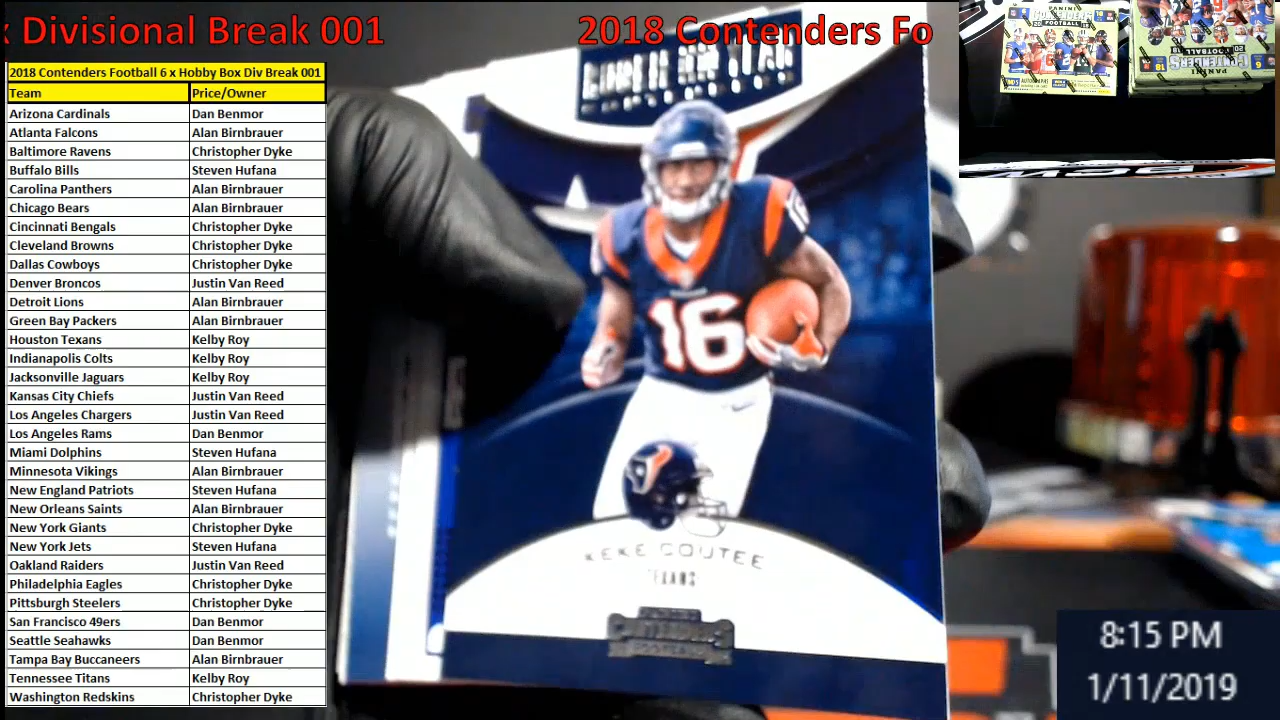 x Divisional Break 001
2018 Contenders Fo
2018 Contenders Football 6 x Hobby Box Div Break 001
Team Price/Owner
Arizona Cardinals Dan Benmor
Atlanta Falcons Alan Birnbrauer
Baltimore Ravens Christopher Dyke
Buffalo Bills Steven Hufana
Carolina Panthers Alan Birnbrauer
Chicago Bears Alan Birnbrauer
Cincinnati Bengals Christopher Dyke
Cleveland Browns Christopher Dyke
Dallas Cowboys Christopher Dyke
Denver Broncos Justin Van Reed
Detroit Lions Alan Birnbrauer
Green Bay Packers Alan Birnbrauer
Houston Texans Kelby Roy
Indianapolis Colts Kelby Roy
Jacksonville Jaguars Kelby Roy
Kansas City Chiefs Justin Van Reed
Los Angeles Chargers Justin Van Reed
Los Angeles Rams Dan Benmor
Miami Dolphins Steven Hufana
Minnesota Vikings Alan Birnbrauer
New England Patriots Steven Hufana
New Orleans Saints Alan Birnbrauer
New York Giants Christopher Dyke
New York Jets Steven Hufana
Oakland Raiders Justin Van Reed
Philadelphia Eagles Christopher Dyke
Pittsburgh Steelers Christopher Dyke
San Francisco 49ers Dan Benmor
Seattle Seahawks Dan Benmor
Tampa Bay Buccaneers Alan Birnbrauer
Tennessee Titans Kelby Roy
Washington Redskins Christopher Dyke
16
KEKE COUTEE
TEXANS
PANINI
CONTENDERS
FOOTBALL
8:15 PM
1/11/2019